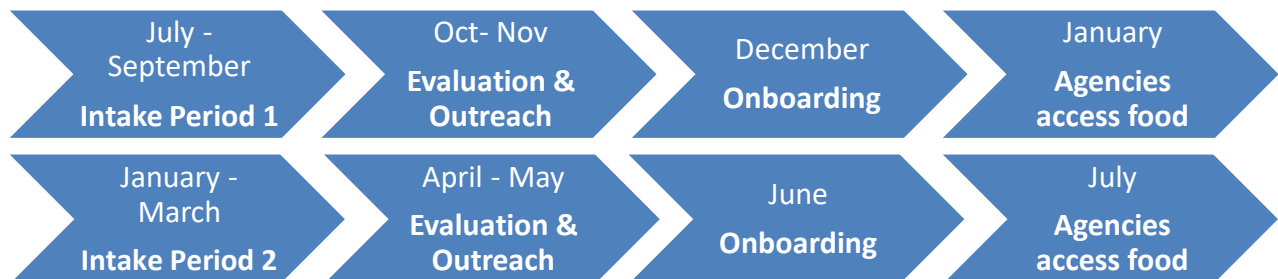 July -
September
Intake Period 1
Oct- Nov
Evaluation &
Outreach
December
Onboarding
January
Agencies
access food
January -
March
Intake Period 2
April - May
Evaluation &
Outreach
June
Onboarding
July
Agencies
access food